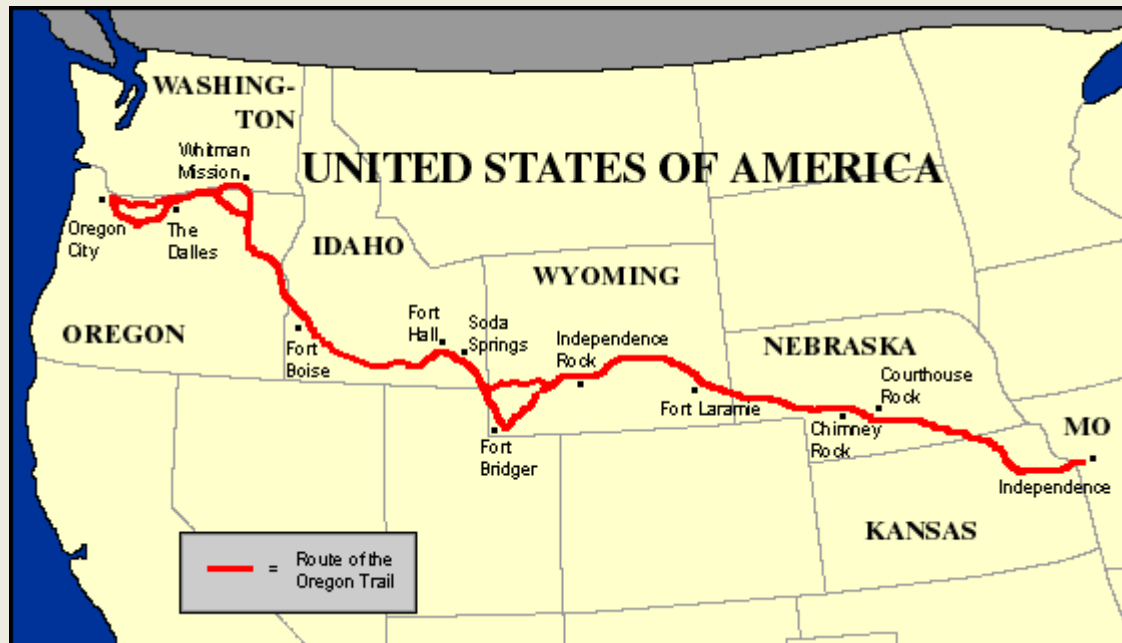 WASHING-
TON
Whitman
Mission
UNITED STATES OF AMERICA
Oregon
City
The
Dalles
IDAHO
WYOMING
OREGON
Fort
Hall
Soda
Springs
Independence
Rock
NEBRASKA
Fort
Boise
Courthouse
Rock
Fort Laramie
Chimney
Rock
MO
Fort
Bridger
Independence
KANSAS
= Route of the
Oregon Trail